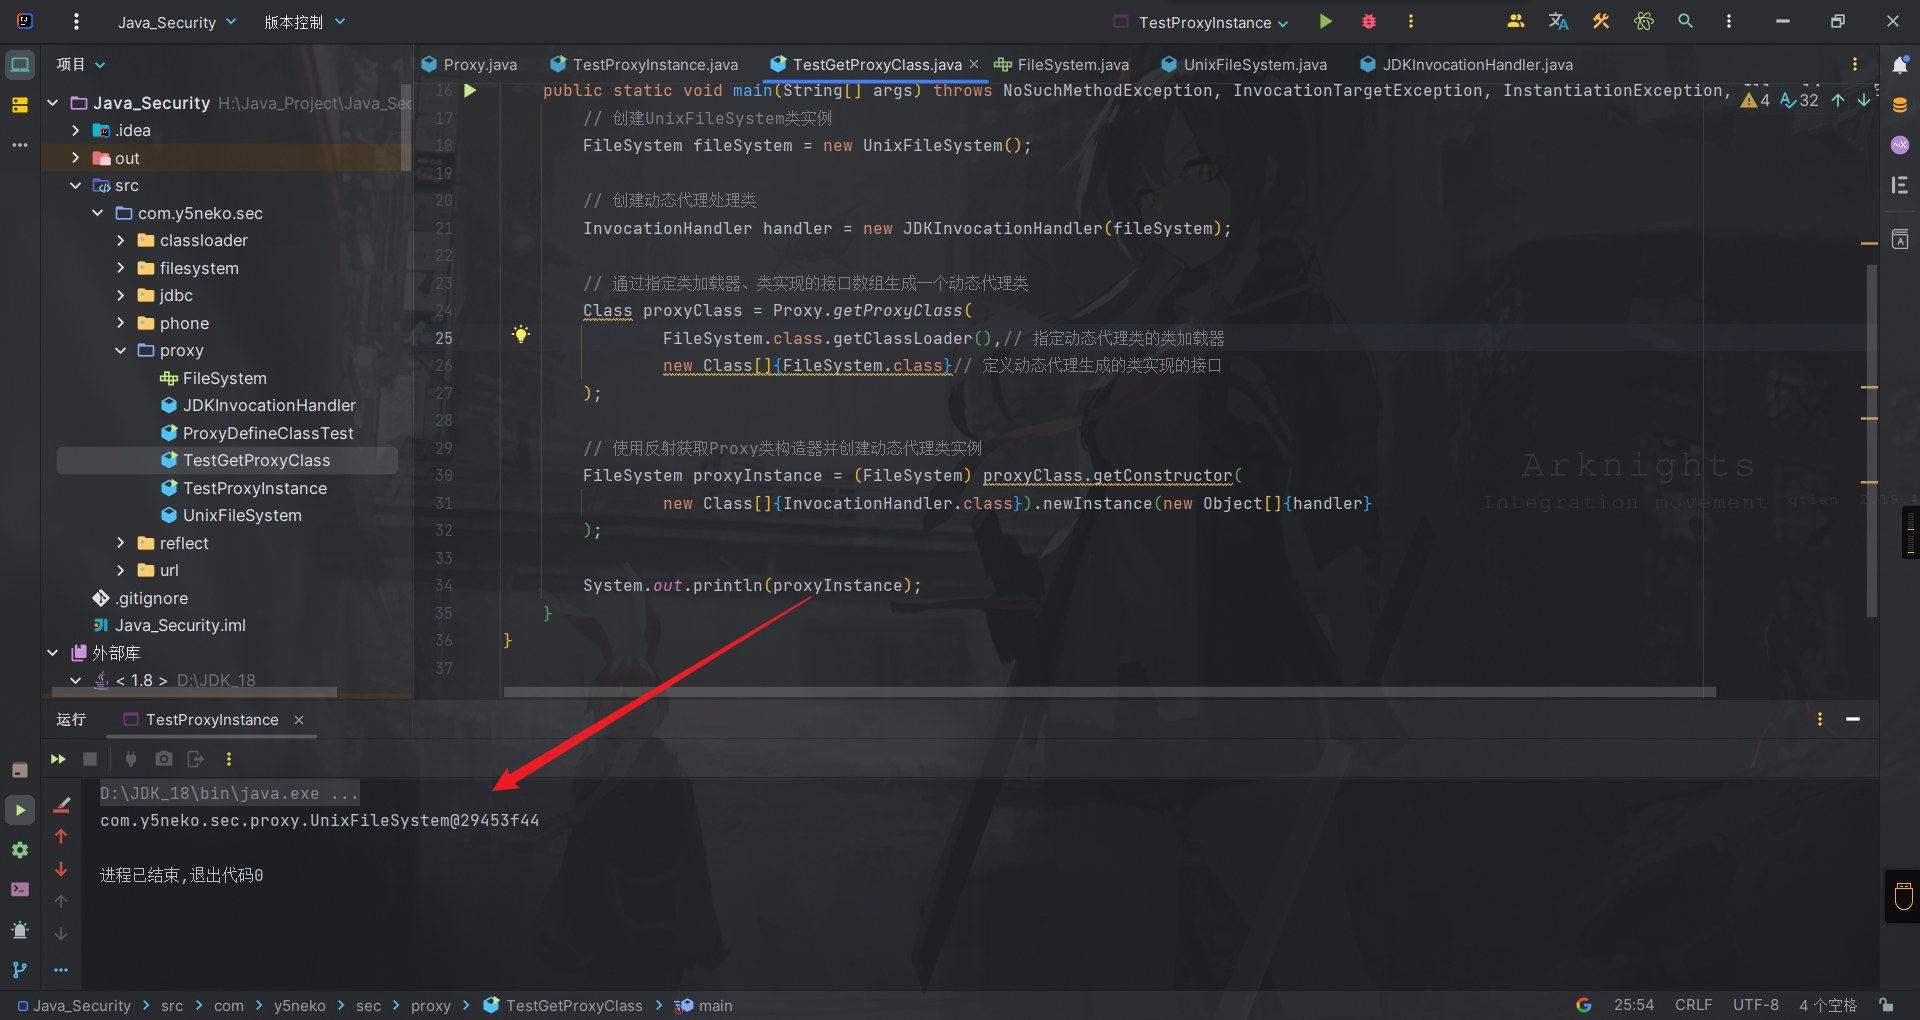 Java_Security 版本控制 TestProxyInstance
项目
Proxy.java TestProxyInstance.java TestGetProxyClass.java FileSystem.java UnixFileSystem.java JDKInvocationHandler.java
Java_Security H:\Java_Project\Java_Sec
.idea
out
src
com.y5neko.sec
classloader
filesystem
jdbc
phone
proxy
FileSystem
JDKInvocationHandler
ProxyDefineClassTest
TestGetProxyClass
TestProxyInstance
UnixFileSystem
reflect
url
.gitignore
Java_Security.iml
外部库
< 1.8 > D:\JDK_18
16 public static void main(String[] args) throws NoSuchMethodException, InvocationTargetException, InstantiationException,
4 32
17 // 创建UnixFileSystem类实例
18 FileSystem fileSystem = new UnixFileSystem();
19
20 // 创建动态代理处理类
21 InvocationHandler handler = new JDKInvocationHandler(fileSystem);
22
23 // 通过指定类加载器、类实现的接口数组生成一个动态代理类
24 Class proxyClass = Proxy.getProxyClass(
25 FileSystem.class.getClassLoader(),// 指定动态代理类的类加载器
26 new Class[]{FileSystem.class}// 定义动态代理生成的类实现的接口
27 );
28
29 // 使用反射获取Proxy类构造器并创建动态代理类实例
30 FileSystem proxyInstance = (FileSystem) proxyClass.getConstructor(
31 new Class[]{InvocationHandler.class}).newInstance(new Object[]{handler}
32 );
33
34 System.out.println(proxyInstance);
35 }
36 }
37
Arknights
Integration movement
运行 TestProxyInstance
D:\JDK_18\bin\java.exe ...
com.y5neko.sec.proxy.UnixFileSystem@29453f44
进程已结束,退出代码0
Java_Security > src > com > y5neko > sec > proxy > TestGetProxyClass > main
25:54 CRLF UTF-8 4 个空格